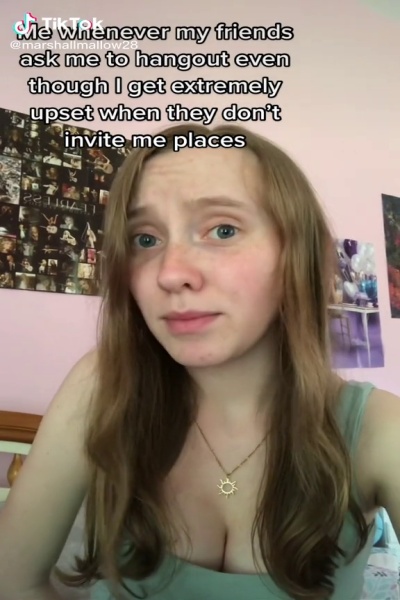 TikTok
@marshallmallow28
Me whenever my friends
ask me to hangout even
though I get extremely
upset when they don't
invite me places